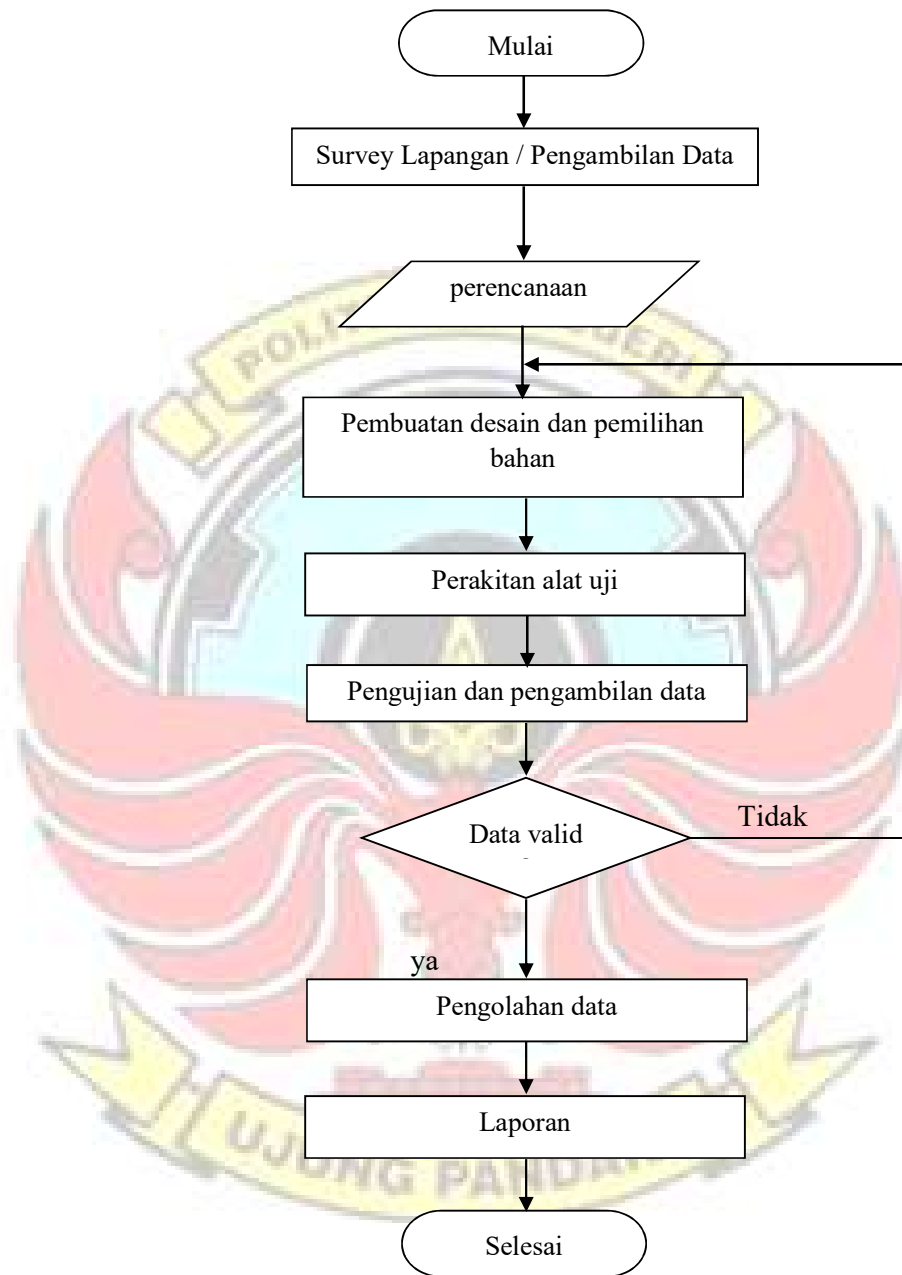 Mulai
Survey Lapangan / Pengambilan Data
perencanaan
Pembuatan desain dan pemilihan
bahan
Perakitan alat uji
Pengujian dan pengambilan data
Data valid
Tidak
ya
Pengolahan data
Laporan
Selesai
UJUNG